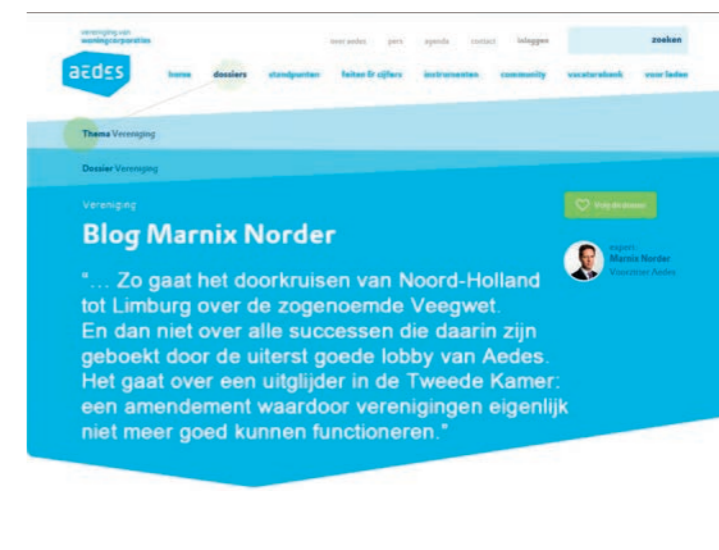 vereniging van
woningcorporaties
aedes
over aedes pers agenda contact inloggen
zoeken
home dossiers standpunten feiten & cijfers instrumenten community vacaturebank voor leden
Thema Vereniging
Dossier Vereniging
Vereniging
Blog Marnix Norder
Volg dit dossier
expert:
Marnix Norder
Voorzitter Aedes
"... Zo gaat het doorkruisen van Noord-Holland
tot Limburg over de zogenoemde Veegwet.
En dan niet over alle successen die daarin zijn
geboekt door de uiterst goede lobby van Aedes.
Het gaat over een uitglijder in de Tweede Kamer:
een amendement waardoor verenigingen eigenlijk
niet meer goed kunnen functioneren."